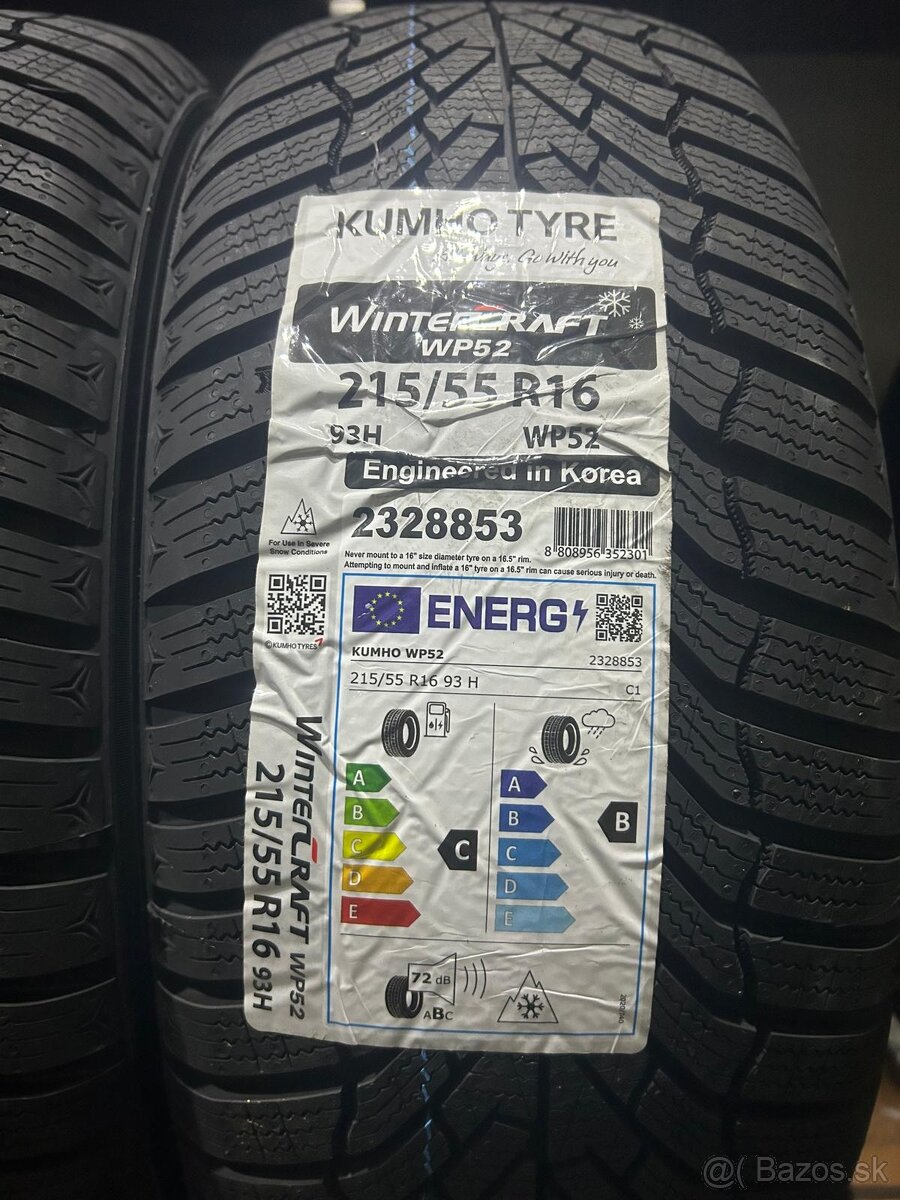 KUMHO TYRE
Always Go With you
WINTERCRAFT
WP52
215/55 R16
93H WP52
Engineered in Korea
2328853
8 808956 352301
For Use In Severe
Snow Conditions
Never mount to a 16" size diameter tyre on a 16.5" rim.
Attempting to mount and inflate a 16" tyre on a 16.5" rim can cause serious injury or death.
KUMHO TYRES
ENERG
KUMHO WP52 2328853
215/55 R16 93 H C1
A
B
C
D
E
C
A
B
C
D
E
B
72 dB
ABC
2020/740
WINTERCRAFT WP52
215/55 R16 93H
@( Bazos.sk